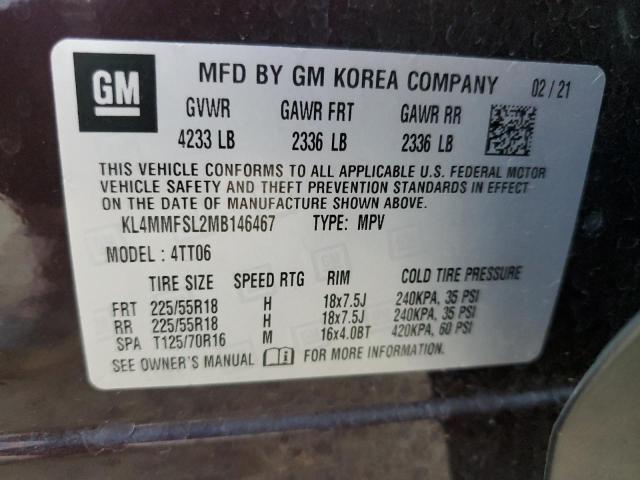 GM
MFD BY GM KOREA COMPANY 02 / 21
GVWR GAWR FRT GAWR RR
4233 LB 2336 LB 2336 LB
THIS VEHICLE CONFORMS TO ALL APPLICABLE U.S. FEDERAL MOTOR
VEHICLE SAFETY AND THEFT PREVENTION STANDARDS IN EFFECT
ON THE DATE OF MANUFACTURE SHOWN ABOVE.
KL4MMFSL2MB146467 TYPE: MPV
MODEL : 4TT06
TIRE SIZE SPEED RTG RIM COLD TIRE PRESSURE
FRT 225/55R18 H 18x7.5J 240KPA, 35 PSI
RR 225/55R18 H 18x7.5J 240KPA, 35 PSI
SPA T125/70R16 M 16x4.0BT 420KPA, 60 PSI
SEE OWNER'S MANUAL i FOR MORE INFORMATION.